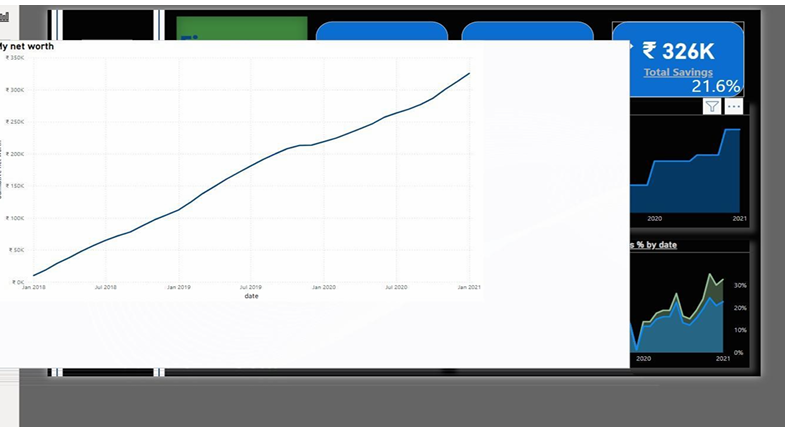 My net worth
₹ 350K
₹ 300K
₹ 250K
₹ 200K
₹ 150K
₹ 100K
₹ 50K
₹ 0K
Jan 2018
Jul 2018
Jan 2019
Jul 2019
Jan 2020
Jul 2020
Jan 2021
date
₹ 326K
Total Savings
21.6%
2020
2021
s % by date
30%
20%
10%
0%
2020
2021